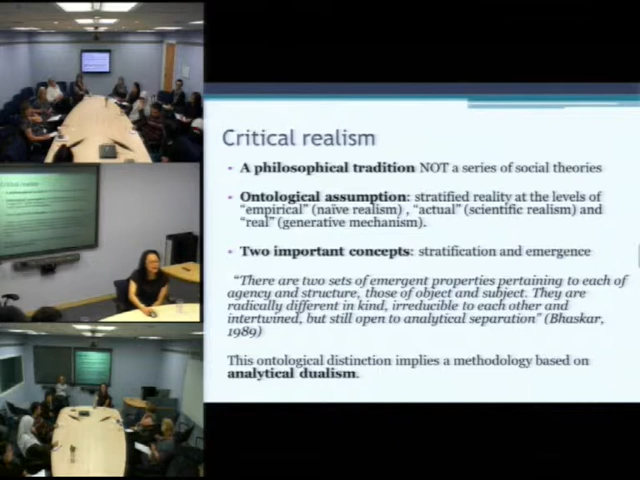 Critical realism
A philosophical tradition NOT a series of social theories
Ontological assumption: stratified reality at the levels of
“empirical” (naïve realism) , “actual” (scientific realism) and
“real” (generative mechanism).
Two important concepts: stratification and emergence
“There are two sets of emergent properties pertaining to each of
agency and structure, those of object and subject. They are
radically different in kind, irreducible to each other and
intertwined, but still open to analytical separation” (Bhaskar,
1989)
This ontological distinction implies a methodology based on
analytical dualism.